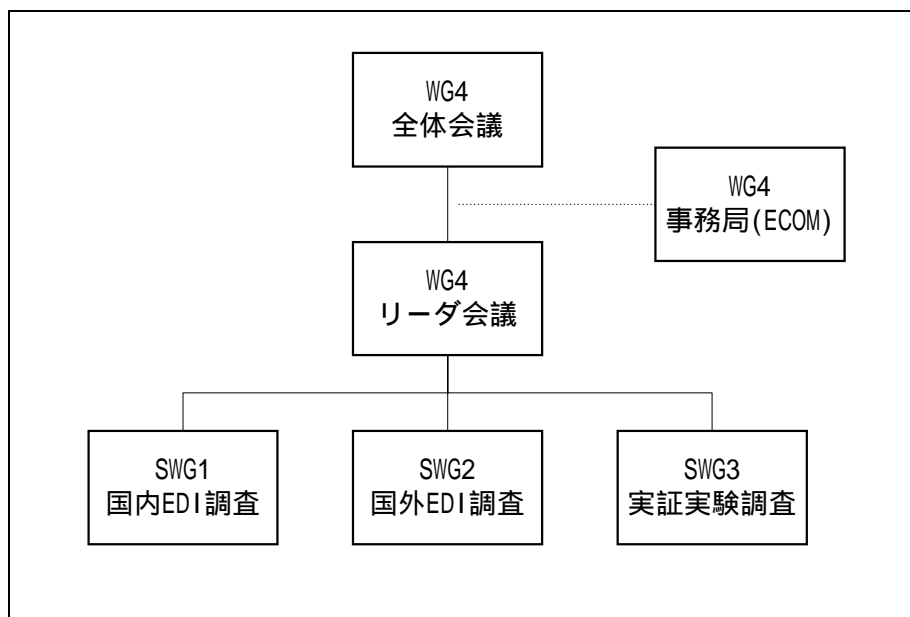 WG4
全体会議
WG4
事務局(ECOM)
WG4
リーダ会議
SWG1
国内EDI調査
SWG2
国外EDI調査
SWG3
実証実験調査